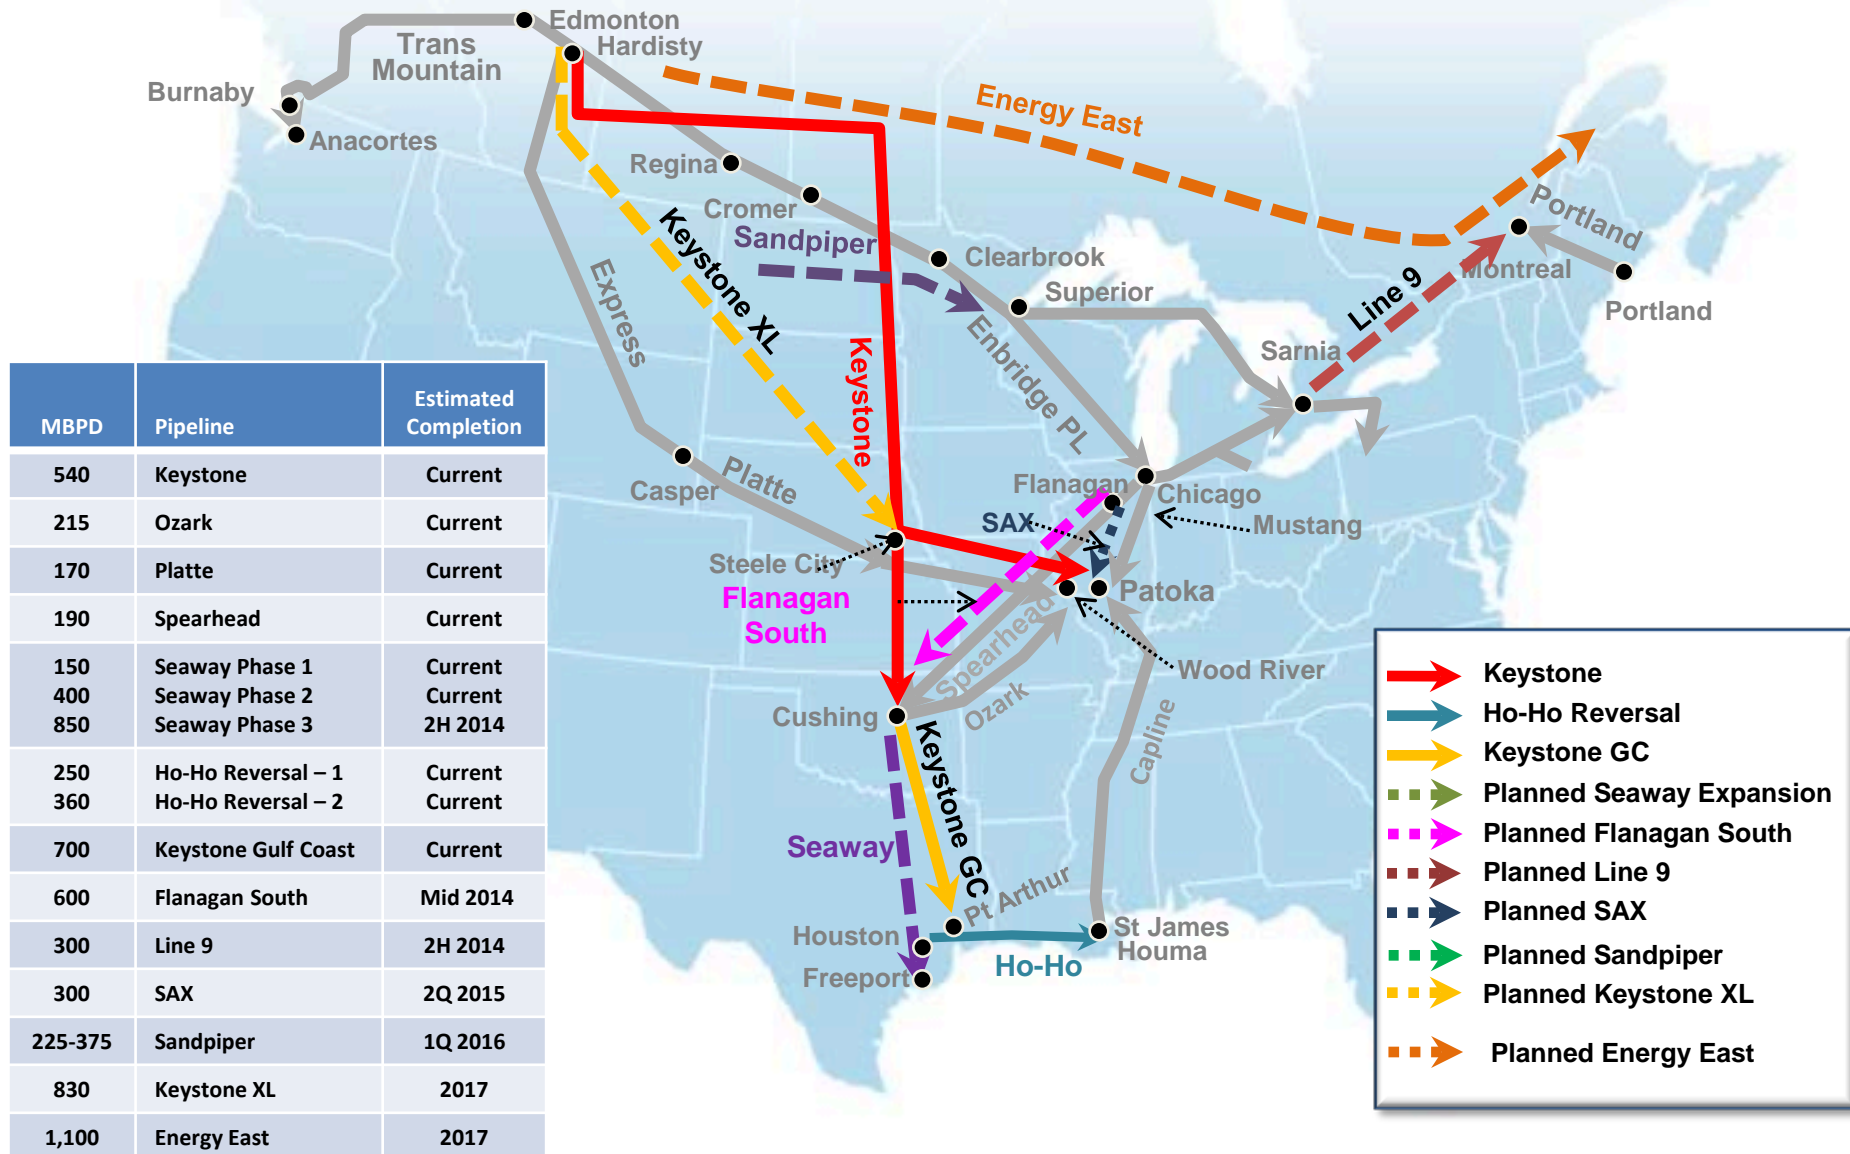 Edmonton
Hardisty
Trans
Mountain
Burnaby
Anacortes
Energy East
Regina
Cromer
Sandpiper
Keystone XL
Clearbrook
Superior
Portland
Montreal
Portland
Line 9
Sarnia
Express
Keystone
Enbridge PL
Casper
Platte
Flanagan
Chicago
SAX
Mustang
Steele City
Flanagan
South
Patoka
Spearhead
Wood River
Cushing
Ozark
Keystone GC
Capline
Seaway
Pt Arthur
Houston
St James
Houma
Ho-Ho
Freeport
MBPD Pipeline Estimated Completion
540 Keystone Current
215 Ozark Current
170 Platte Current
190 Spearhead Current
150 Seaway Phase 1 Current
400 Seaway Phase 2 Current
850 Seaway Phase 3 2H 2014
250 Ho-Ho Reversal – 1 Current
360 Ho-Ho Reversal – 2 Current
700 Keystone Gulf Coast Current
600 Flanagan South Mid 2014
300 Line 9 2H 2014
300 SAX 2Q 2015
225-375 Sandpiper 1Q 2016
830 Keystone XL 2017
1,100 Energy East 2017
Keystone
Ho-Ho Reversal
Keystone GC
Planned Seaway Expansion
Planned Flanagan South
Planned Line 9
Planned SAX
Planned Sandpiper
Planned Keystone XL
Planned Energy East